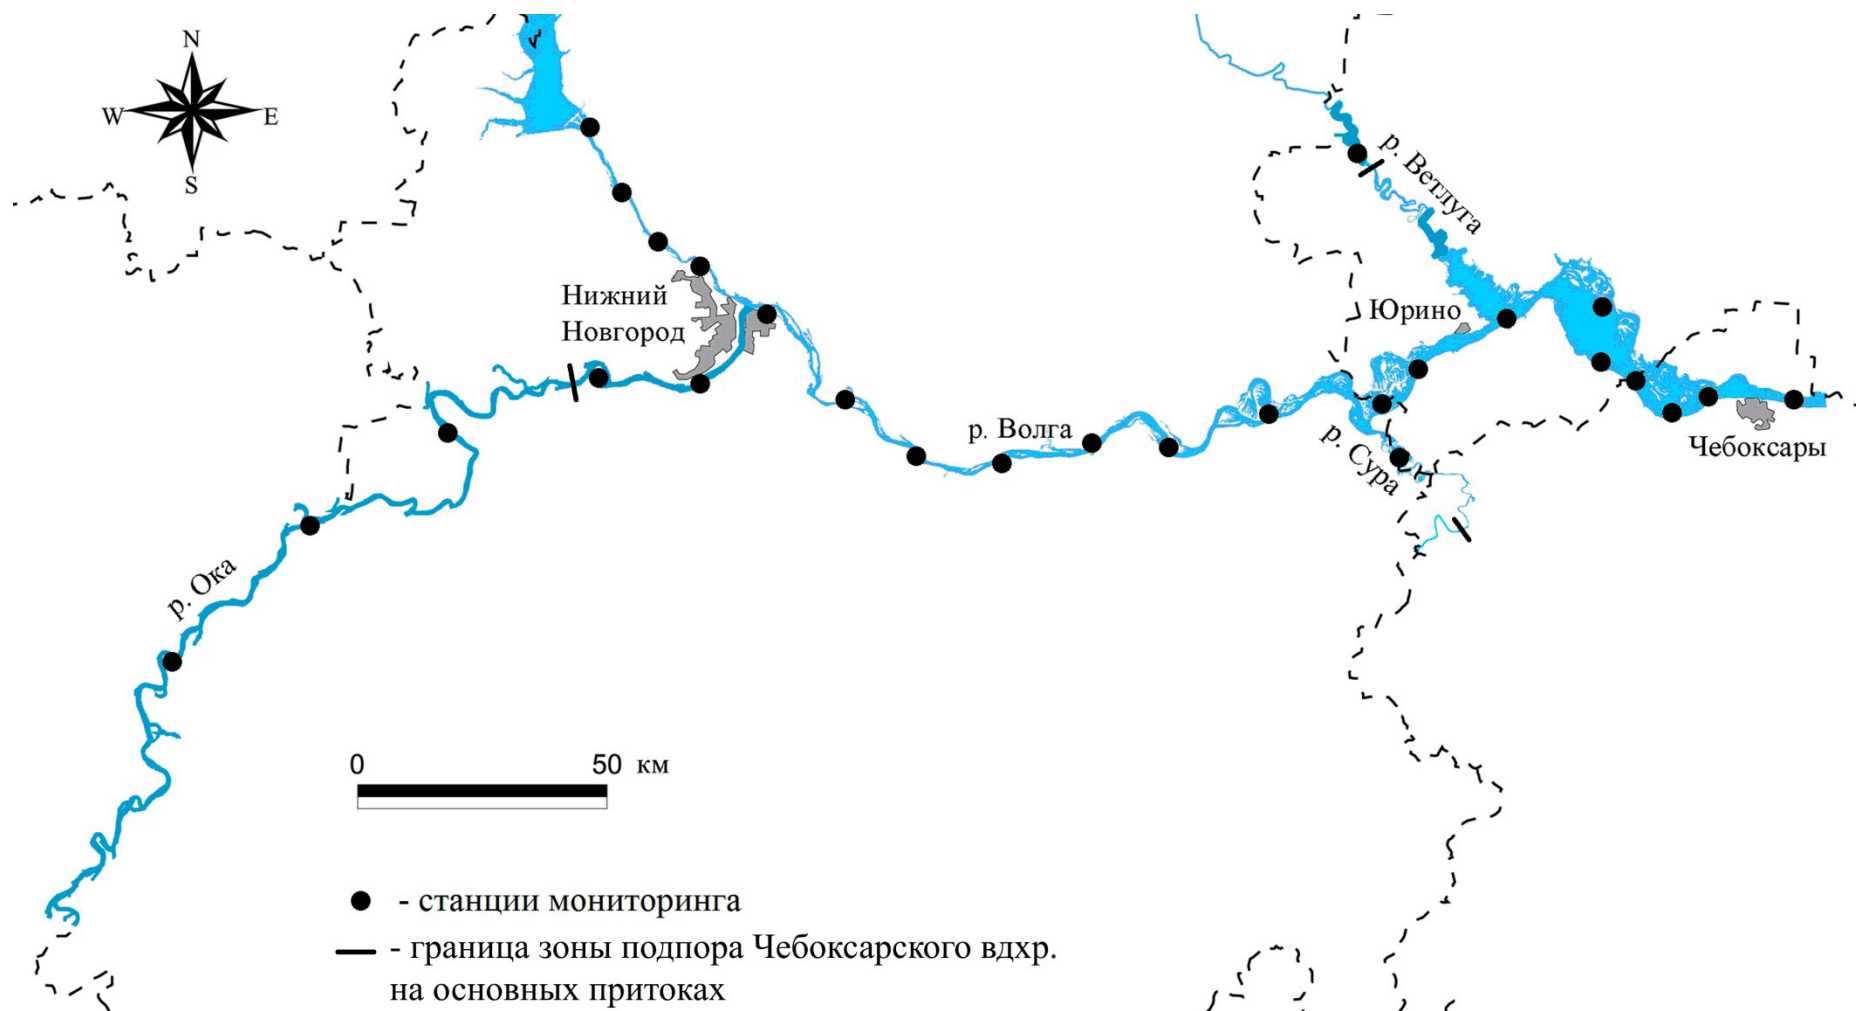 N
W
E
S
р. Ветлуга
Нижний
Новгород
Юрино
р. Волга
р. Сура
Чебоксары
р. Ока
0 50 км
- станции мониторинга
- граница зоны подпора Чебоксарского вдхр.
на основных притоках